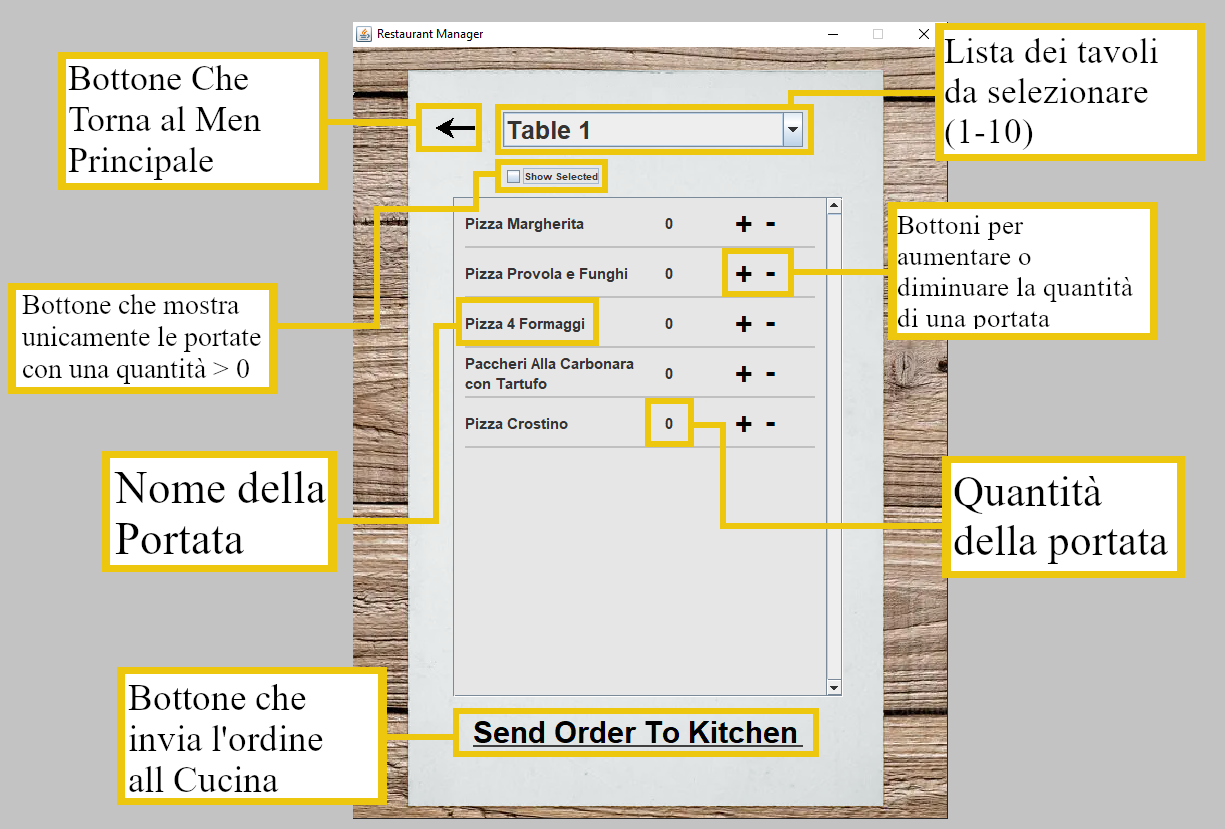 Restaurant Manager
Bottone Che
Torna al Men
Principale
Table 1
Lista dei tavoli
da selezionare
(1-10)
Show Selected
Bottone che mostra
unicamente le portate
con una quantità > 0
Pizza Margherita 0 + -
Pizza Provola e Funghi 0 + -
Pizza 4 Formaggi 0 + -
Paccheri Alla Carbonara
con Tartufo 0 + -
Pizza Crostino 0 + -
Bottoni per
aumentare o
diminuare la quantità
di una portata
Nome della
Portata
Quantità
della portata
Bottone che
invia l'ordine
all Cucina
Send Order To Kitchen